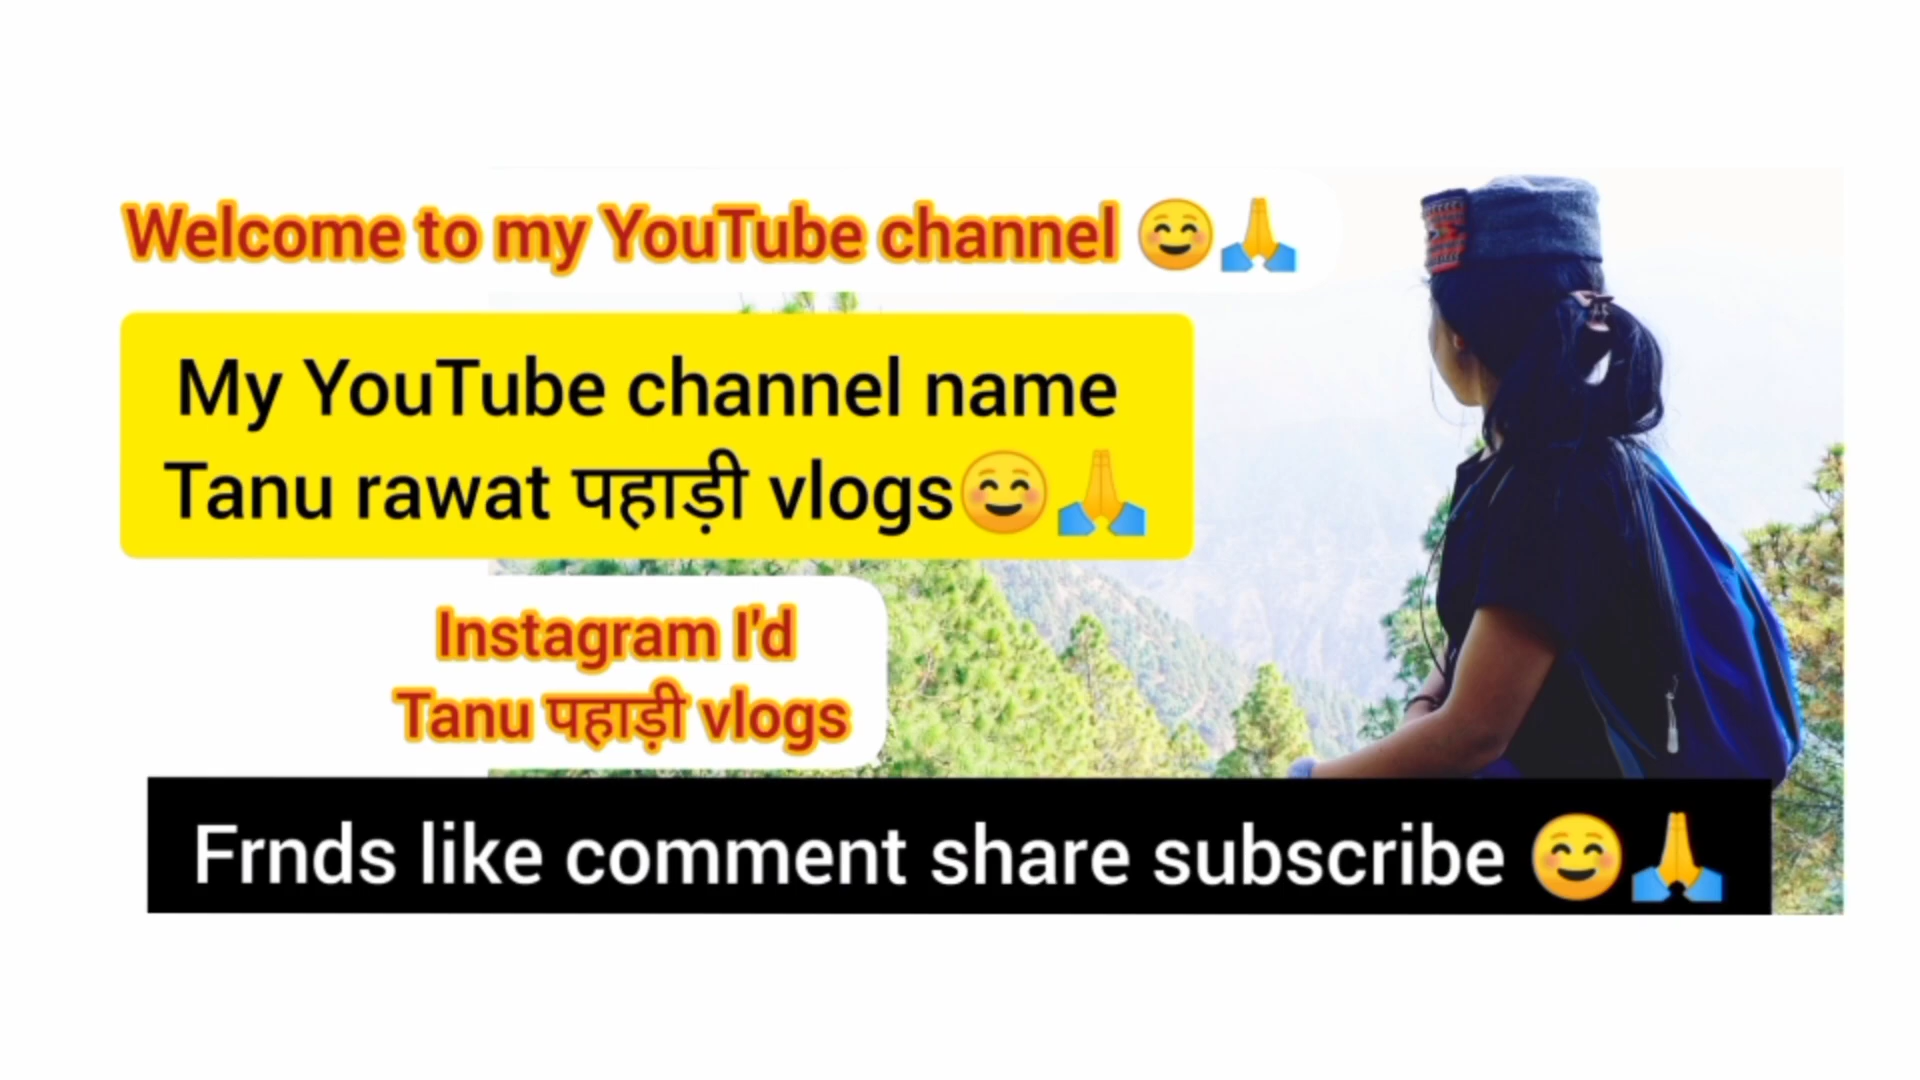 Welcome to my YouTube channel 😊🙏
My YouTube channel name
Tanu rawat पहाड़ी vlogs😊🙏
Instagram I'd
Tanu पहाड़ी vlogs
Frnds like comment share subscribe 😊🙏